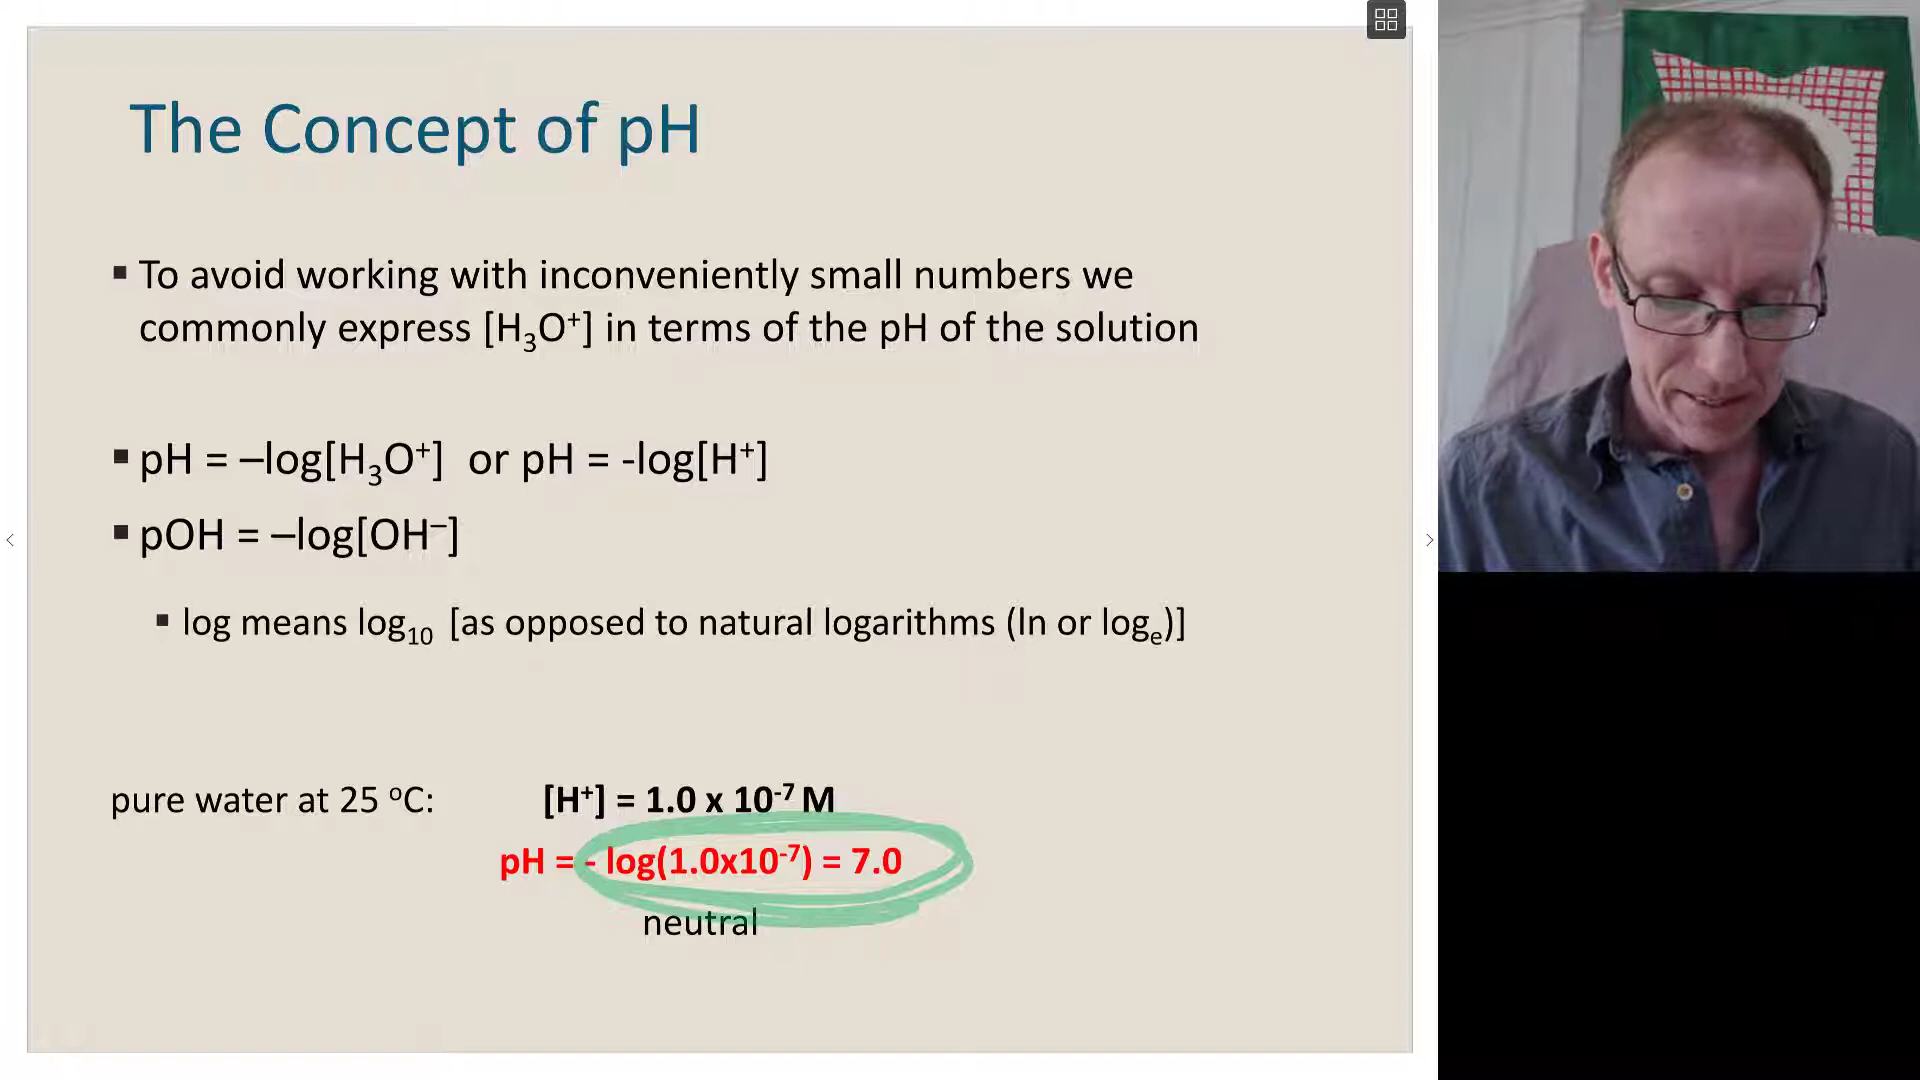 The Concept of pH
▪ To avoid working with inconveniently small numbers we
commonly express [H₃O⁺] in terms of the pH of the solution
▪ pH = –log[H₃O⁺]  or pH = -log[H⁺]
▪ pOH = –log[OH⁻]
▪ log means log₁₀ [as opposed to natural logarithms (ln or logₑ)]
pure water at 25 ᵒC: [H⁺] = 1.0 x 10⁻⁷ M
pH = - log(1.0x10⁻⁷) = 7.0
neutral